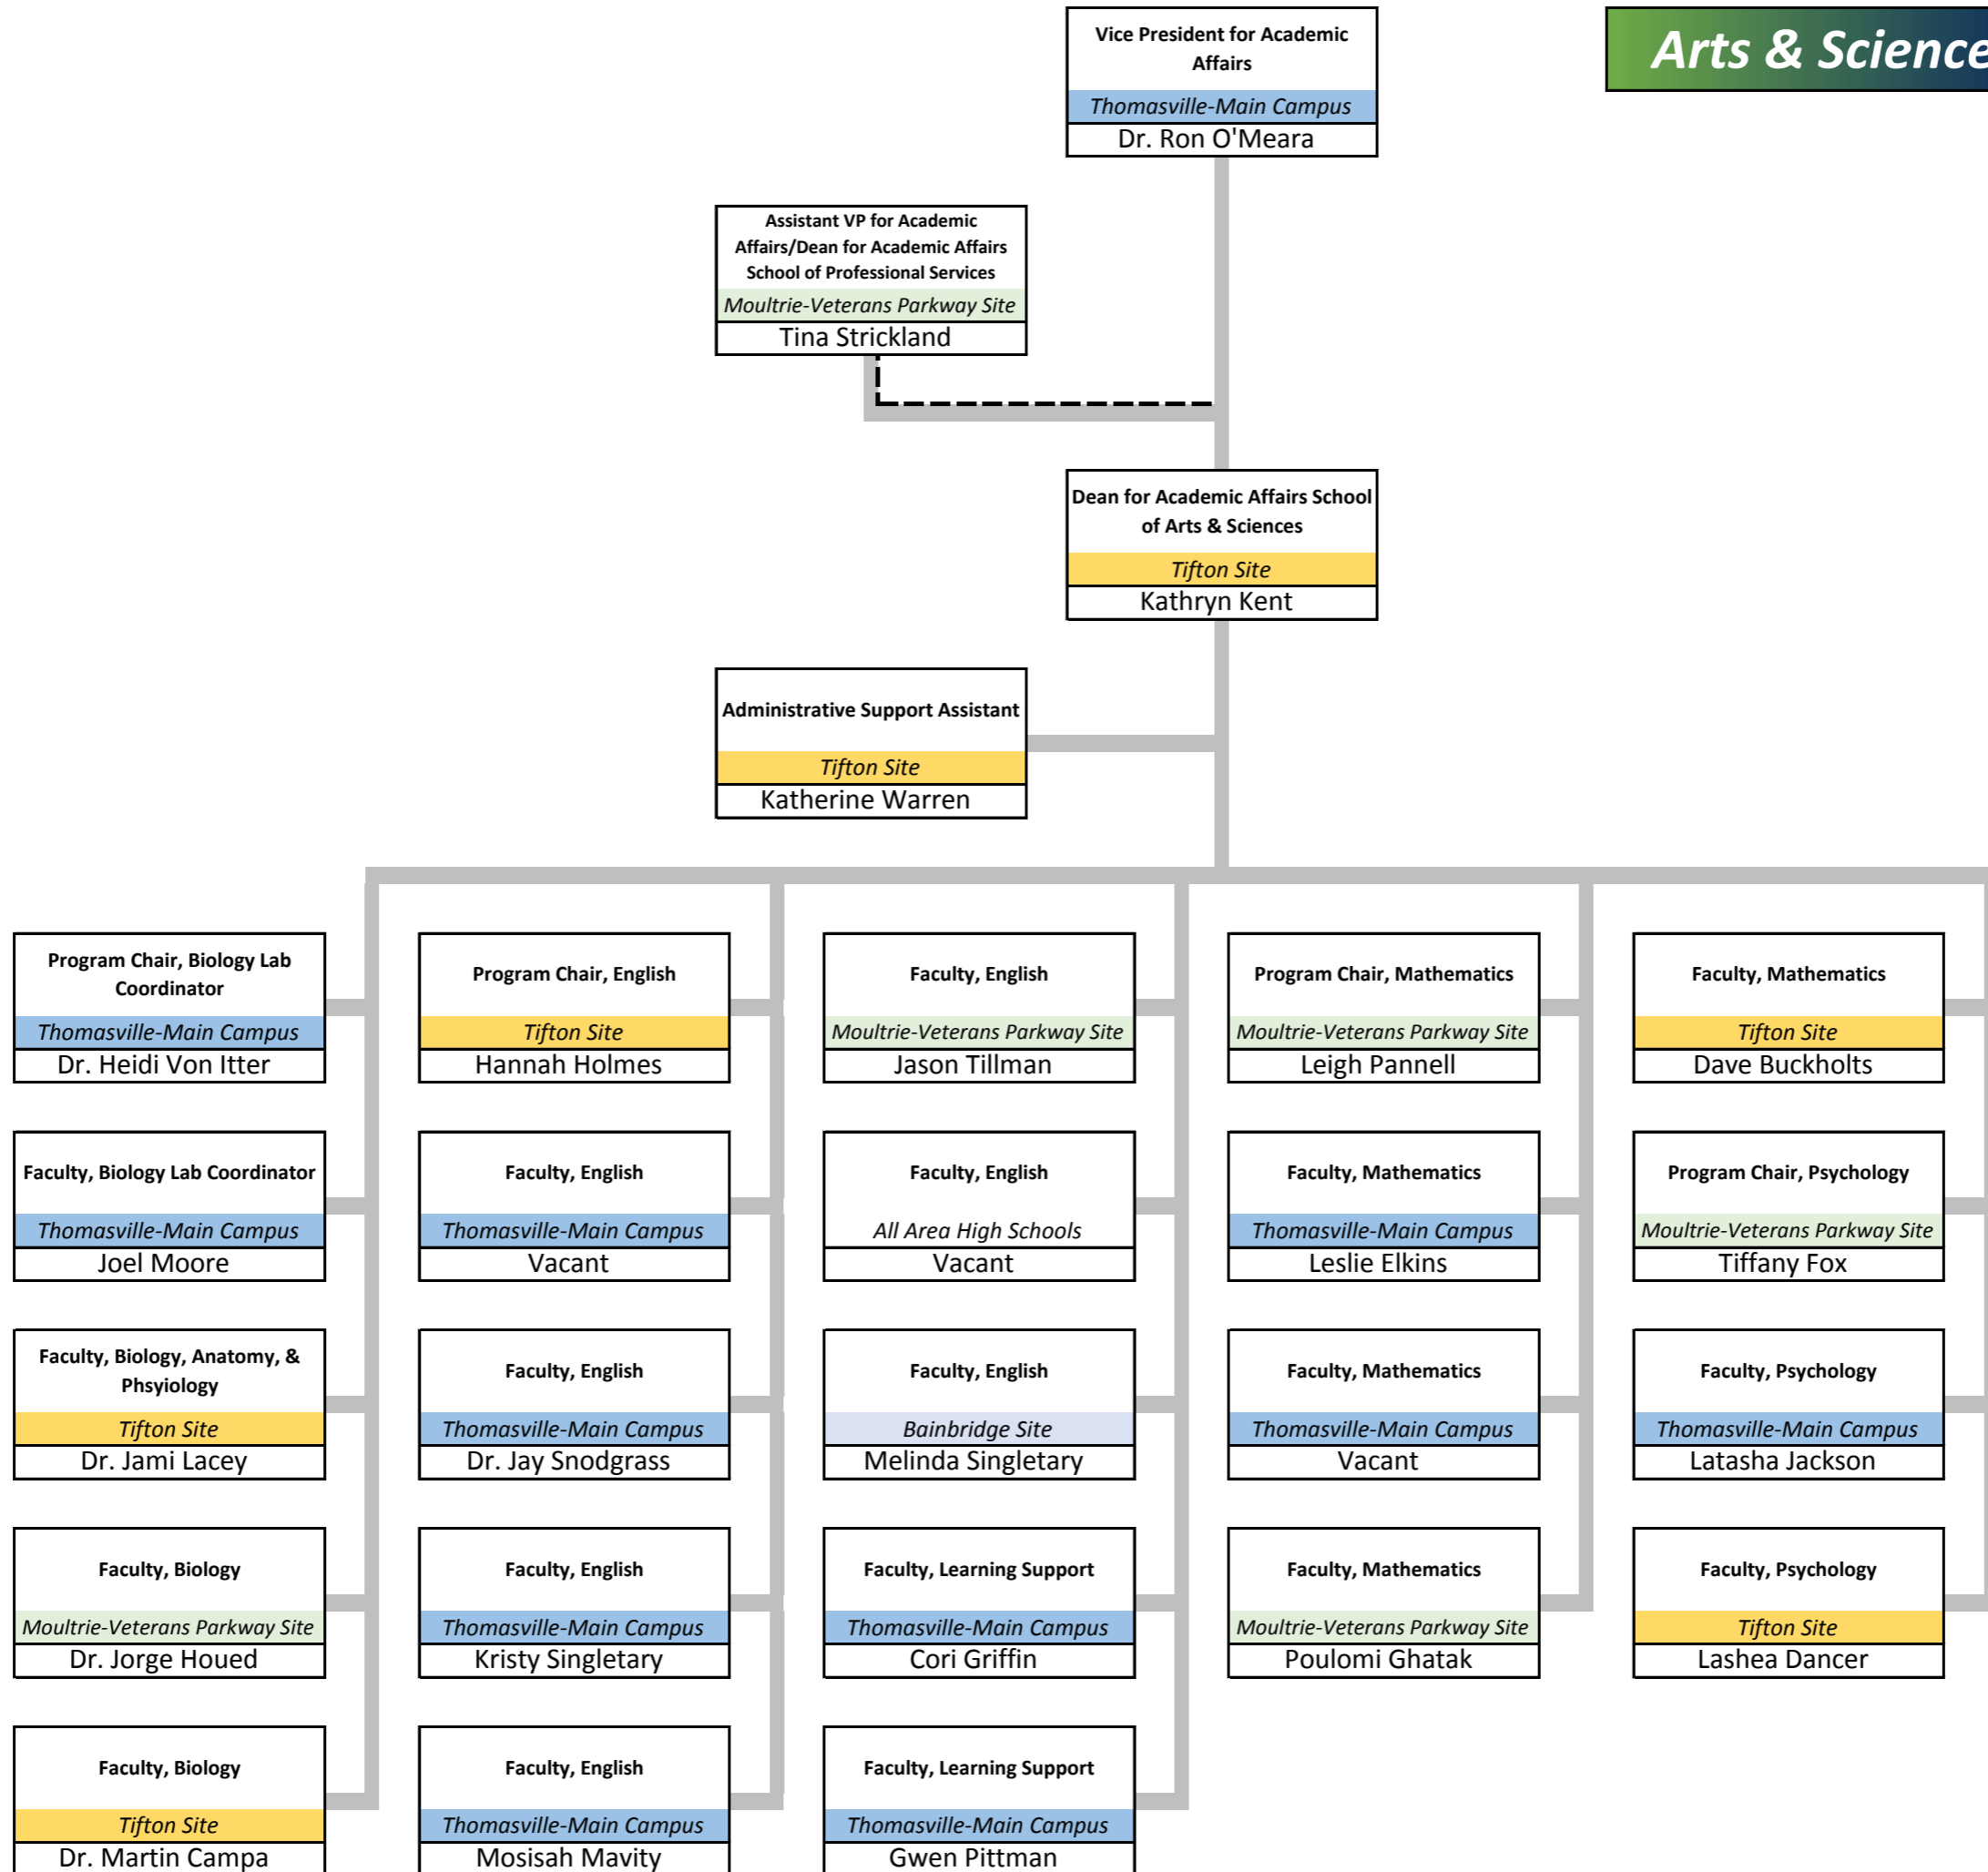 Vice President for Academic
Affairs
Thomasville-Main Campus
Dr. Ron O'Meara
Arts & Science
Assistant VP for Academic
Affairs/Dean for Academic Affairs
School of Professional Services
Moultrie-Veterans Parkway Site
Tina Strickland
Dean for Academic Affairs School
of Arts & Sciences
Tifton Site
Kathryn Kent
Administrative Support Assistant
Tifton Site
Katherine Warren
Program Chair, Biology Lab
Coordinator
Thomasville-Main Campus
Dr. Heidi Von Itter
Program Chair, English
Tifton Site
Hannah Holmes
Faculty, English
Moultrie-Veterans Parkway Site
Jason Tillman
Program Chair, Mathematics
Moultrie-Veterans Parkway Site
Leigh Pannell
Faculty, Mathematics
Tifton Site
Dave Buckholts
Faculty, Biology Lab Coordinator
Thomasville-Main Campus
Joel Moore
Faculty, English
Thomasville-Main Campus
Vacant
Faculty, English
All Area High Schools
Vacant
Faculty, Mathematics
Thomasville-Main Campus
Leslie Elkins
Program Chair, Psychology
Moultrie-Veterans Parkway Site
Tiffany Fox
Faculty, Biology, Anatomy, &
Phsyiology
Tifton Site
Dr. Jami Lacey
Faculty, English
Thomasville-Main Campus
Dr. Jay Snodgrass
Faculty, English
Bainbridge Site
Melinda Singletary
Faculty, Mathematics
Thomasville-Main Campus
Vacant
Faculty, Psychology
Thomasville-Main Campus
Latasha Jackson
Faculty, Biology
Moultrie-Veterans Parkway Site
Dr. Jorge Houed
Faculty, English
Thomasville-Main Campus
Kristy Singletary
Faculty, Learning Support
Thomasville-Main Campus
Cori Griffin
Faculty, Mathematics
Moultrie-Veterans Parkway Site
Poulomi Ghatak
Faculty, Psychology
Tifton Site
Lashea Dancer
Faculty, Biology
Tifton Site
Dr. Martin Campa
Faculty, English
Thomasville-Main Campus
Mosisah Mavity
Faculty, Learning Support
Thomasville-Main Campus
Gwen Pittman